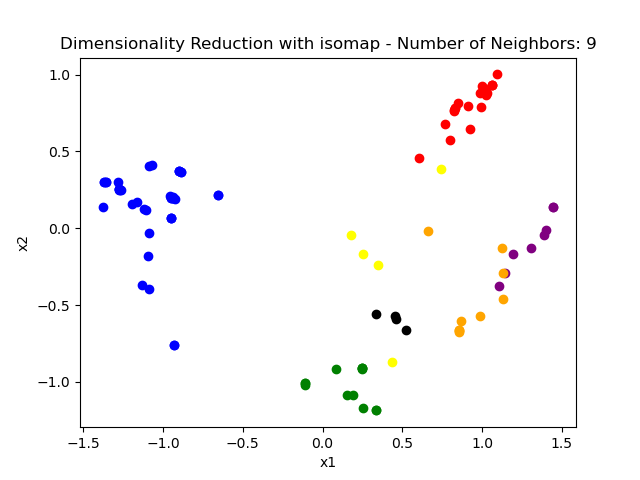 Dimensionality Reduction with isomap - Number of Neighbors: 9
1.0
0.5
0.0
−0.5
−1.0
x2
−1.5 −1.0 −0.5 0.0 0.5 1.0 1.5
x1